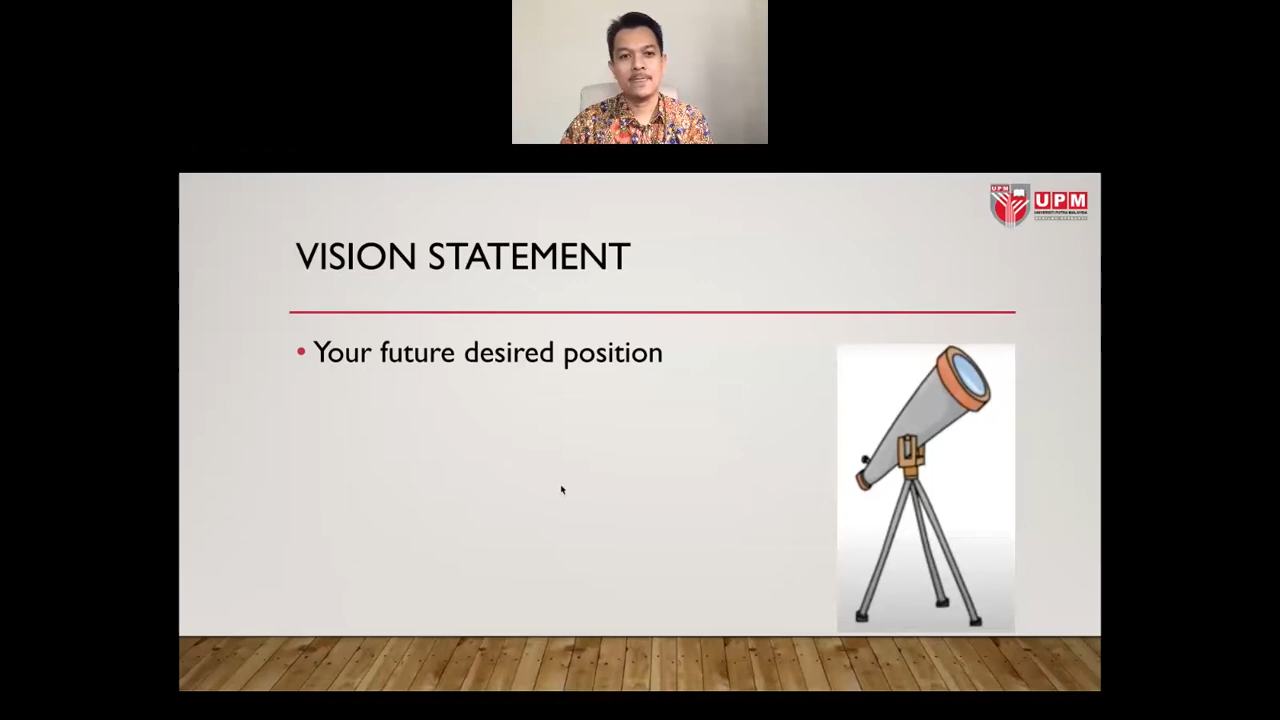 UPM
UPM
UNIVERSITI PUTRA MALAYSIA
VISION STATEMENT
• Your future desired position